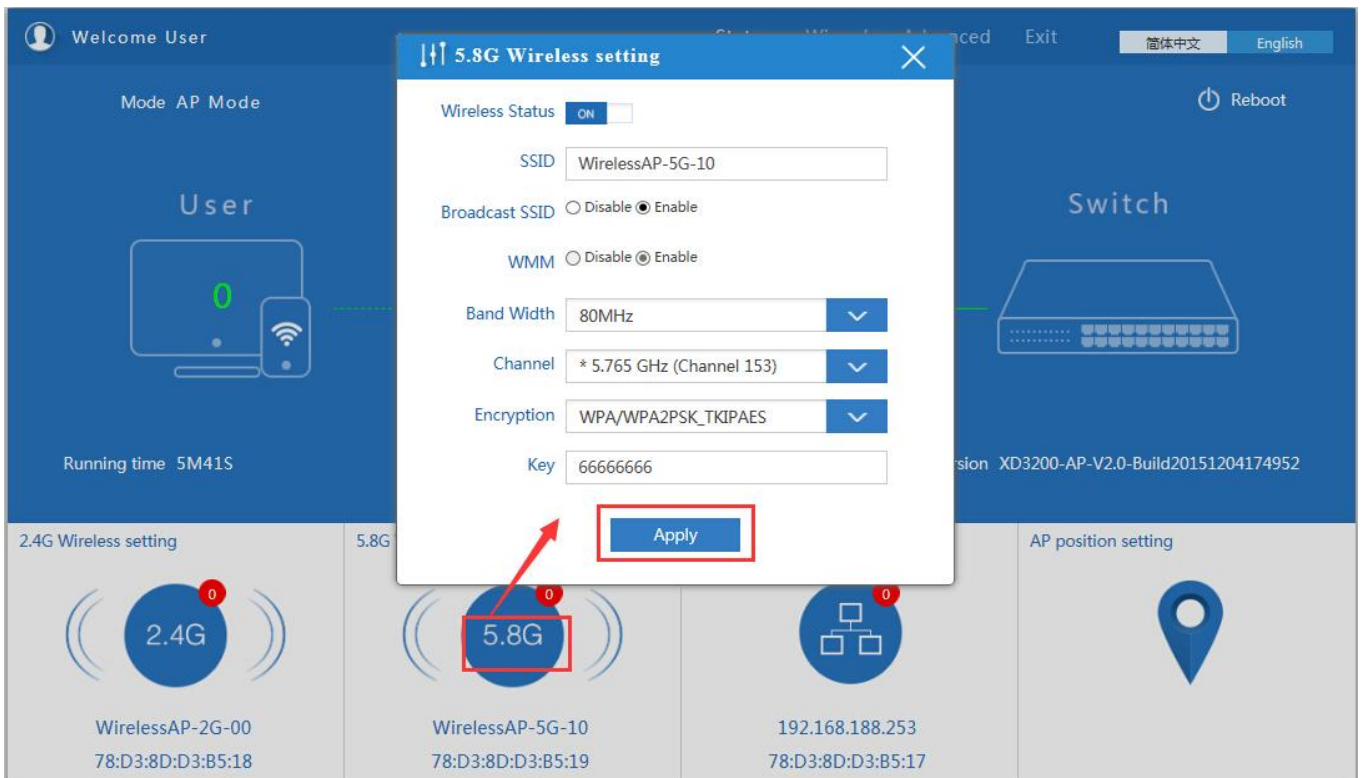 Welcome User
Exit
简体中文
English
5.8G Wireless setting
Mode AP Mode
Wireless Status ON
Reboot
SSID WirelessAP-5G-10
User
Broadcast SSID Disable Enable
Switch
WMM Disable Enable
0
Band Width 80MHz
Channel * 5.765 GHz (Channel 153)
Encryption WPA/WPA2PSK_TKIPAES
Running time 5M41S
Key 66666666
XD3200-AP-V2.0-Build20151204174952
Apply
2.4G Wireless setting
5.8G
AP position setting
0
0
0
2.4G
5.8G
WirelessAP-2G-00
WirelessAP-5G-10
192.168.188.253
78:D3:8D:D3:B5:18
78:D3:8D:D3:B5:19
78:D3:8D:D3:B5:17